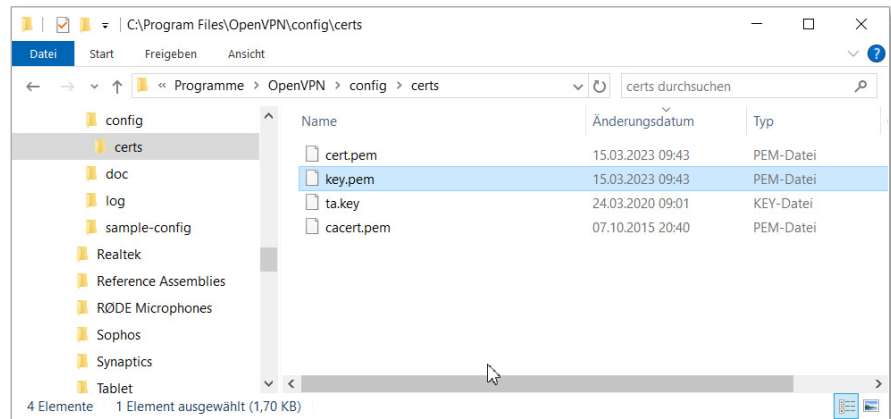 C:\Program Files\OpenVPN\config\certs
Datei Start Freigeben Ansicht
« Programme > OpenVPN > config > certs
certs durchsuchen
config
certs
doc
log
sample-config
Realtek
Reference Assemblies
RØDE Microphones
Sophos
Synaptics
Tablet
Name Änderungsdatum Typ
cert.pem 15.03.2023 09:43 PEM-Datei
key.pem 15.03.2023 09:43 PEM-Datei
ta.key 24.03.2020 09:01 KEY-Datei
cacert.pem 07.10.2015 20:40 PEM-Datei
4 Elemente 1 Element ausgewählt (1,70 KB)